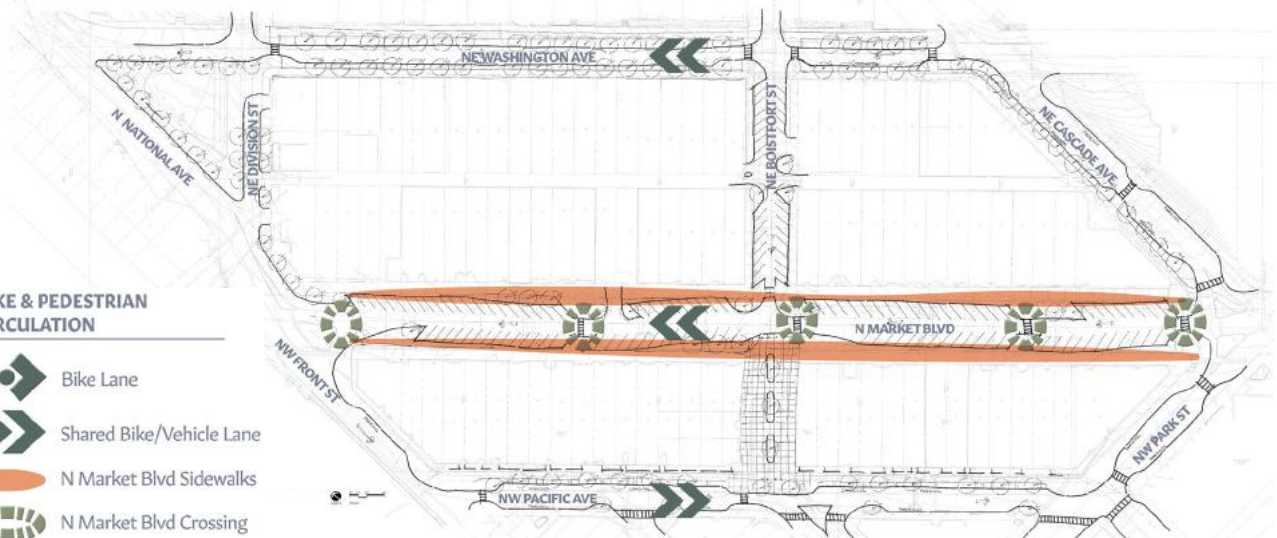 NE WASHINGTON AVE
N NATIONAL AVE
NE DIVISION ST
NE BOISTFORT ST
NE CASCADE AVE
KE & PEDESTRIAN
RCULATION
Bike Lane
Shared Bike/Vehicle Lane
N Market Blvd Sidewalks
N Market Blvd Crossing
N MARKET BLVD
NW FRONT ST
NW PARK ST
NW PACIFIC AVE